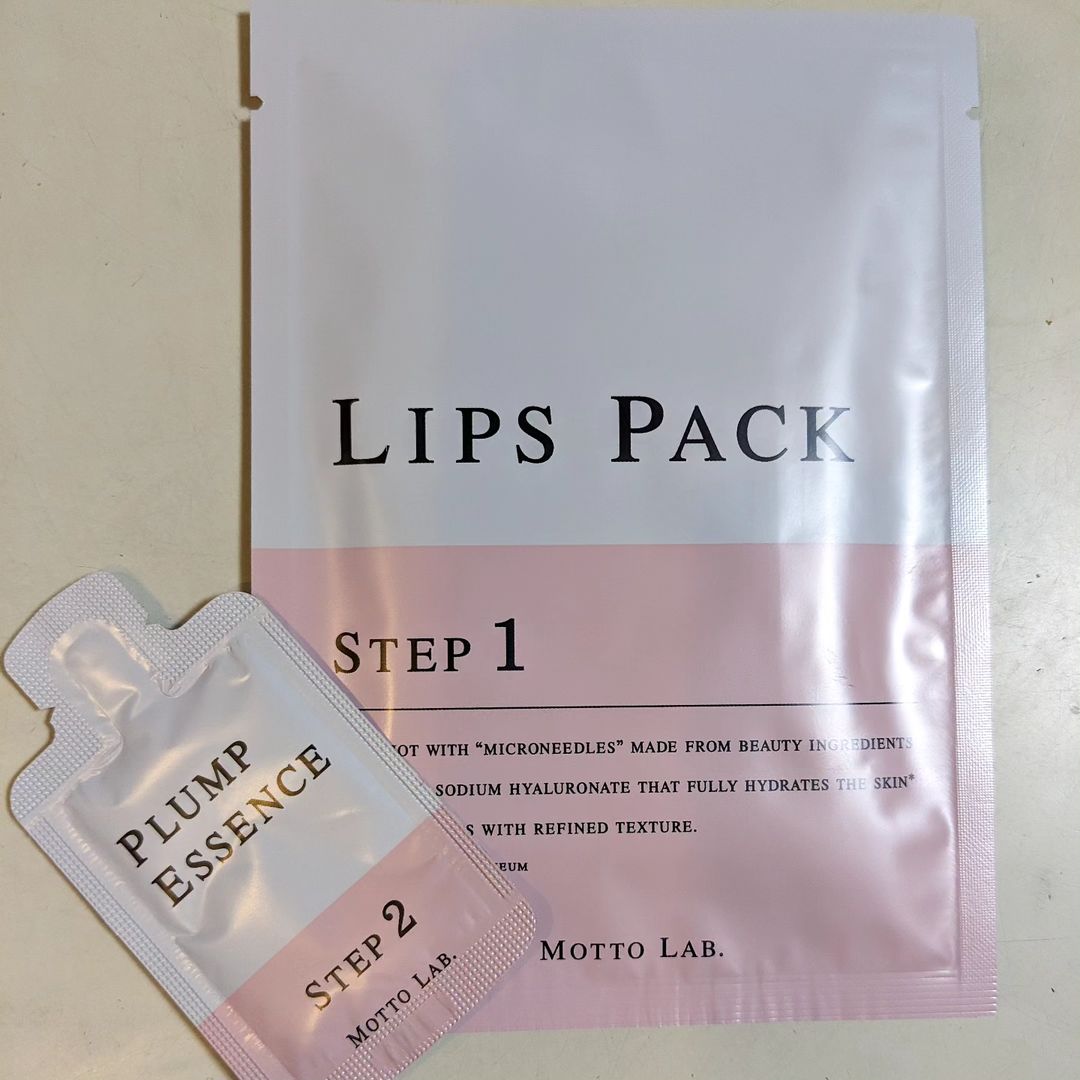 LIPS PACK
STEP 1
WITH “MICRONEEDLES” MADE FROM BEAUTY INGREDIENTS
SODIUM HYALURONATE THAT FULLY HYDRATES THE SKIN*
WITH REFINED TEXTURE.
MOTTO LAB.
PLUMP
ESSENCE
STEP 2
MOTTO LAB.